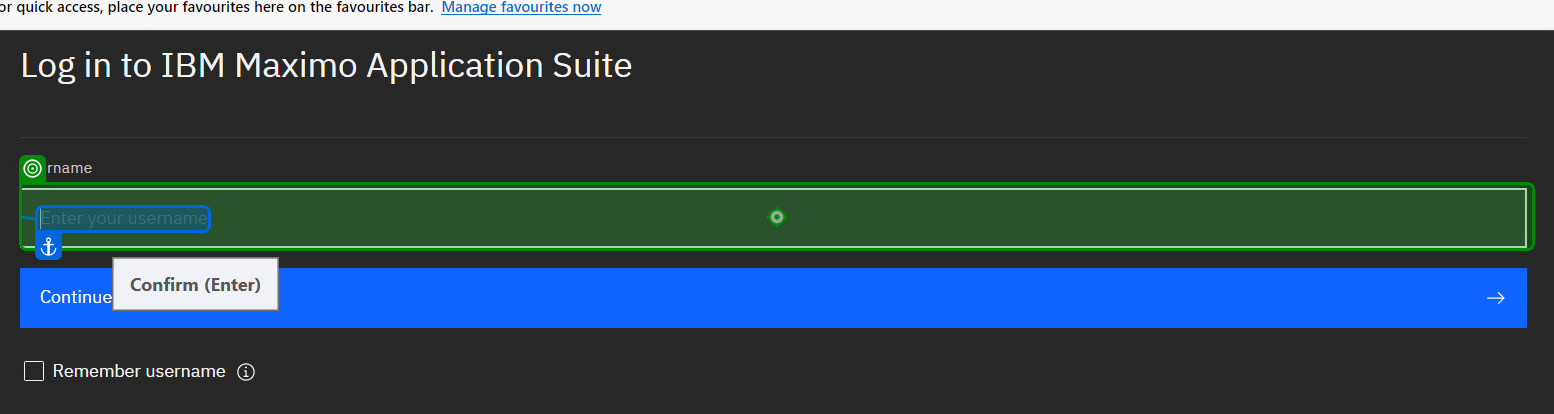 or quick access, place your favourites here on the favourites bar. Manage favourites now
Log in to IBM Maximo Application Suite
rname
Enter your username
Confirm (Enter)
Continue
Remember username